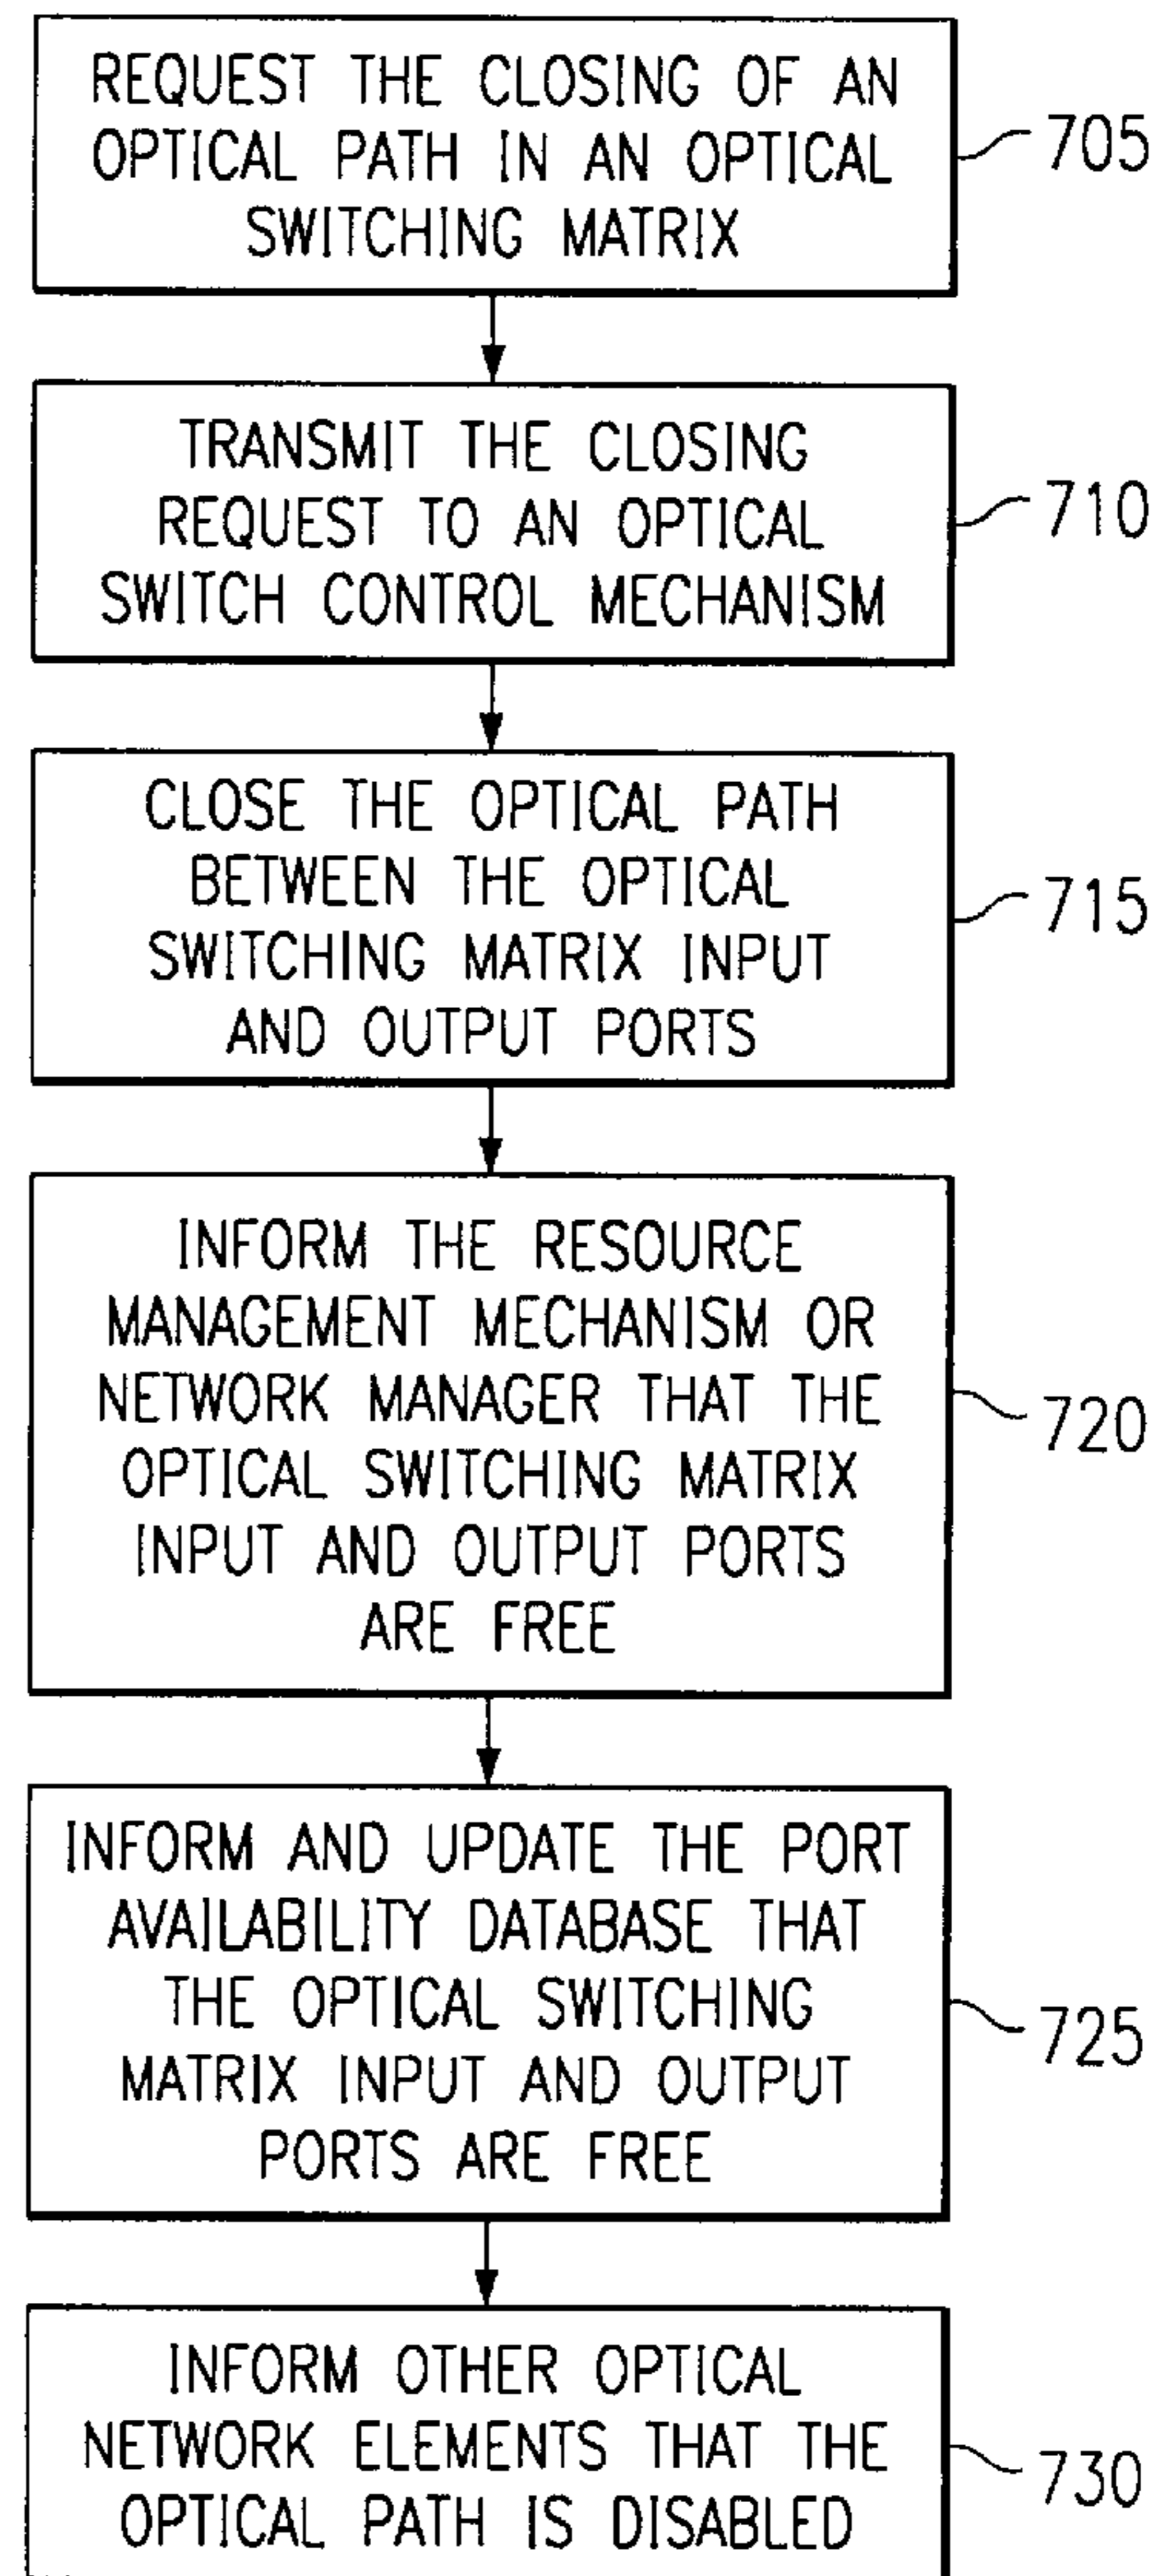 REQUEST THE CLOSING OF AN
OPTICAL PATH IN AN OPTICAL
SWITCHING MATRIX
705
TRANSMIT THE CLOSING
REQUEST TO AN OPTICAL
SWITCH CONTROL MECHANISM
710
CLOSE THE OPTICAL PATH
BETWEEN THE OPTICAL
SWITCHING MATRIX INPUT
AND OUTPUT PORTS
715
INFORM THE RESOURCE
MANAGEMENT MECHANISM OR
NETWORK MANAGER THAT THE
OPTICAL SWITCHING MATRIX
INPUT AND OUTPUT PORTS
ARE FREE
720
INFORM AND UPDATE THE PORT
AVAILABILITY DATABASE THAT
THE OPTICAL SWITCHING
MATRIX INPUT AND OUTPUT
PORTS ARE FREE
725
INFORM OTHER OPTICAL
NETWORK ELEMENTS THAT THE
OPTICAL PATH IS DISABLED
730